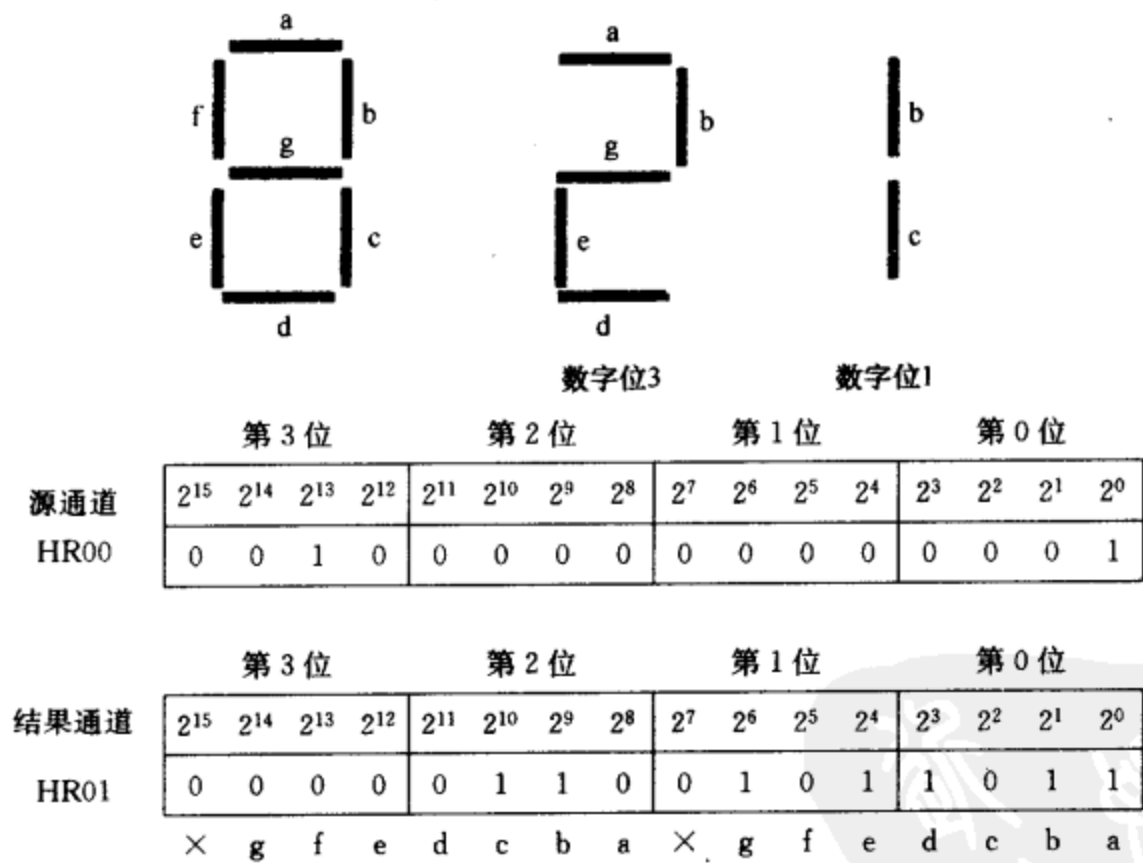 a a
f b b b
g g
e c e c
d d
数字位3 数字位1
第3位 第2位 第1位 第0位
源通道 2¹⁵ 2¹⁴ 2¹³ 2¹² 2¹¹ 2¹⁰ 2⁹ 2⁸ 2⁷ 2⁶ 2⁵ 2⁴ 2³ 2² 2¹ 2⁰
HR00 0 0 1 0 0 0 0 0 0 0 0 0 0 0 0 1
第3位 第2位 第1位 第0位
结果通道 2¹⁵ 2¹⁴ 2¹³ 2¹² 2¹¹ 2¹⁰ 2⁹ 2⁸ 2⁷ 2⁶ 2⁵ 2⁴ 2³ 2² 2¹ 2⁰
HR01 0 0 0 0 0 1 1 0 0 1 0 1 1 0 1 1
× g f e d c b a × g f e d c b a